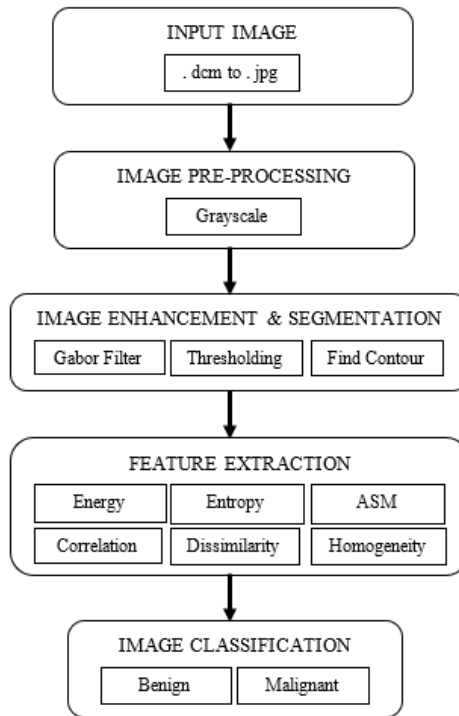 INPUT IMAGE
. dcm to . jpg
IMAGE PRE-PROCESSING
Grayscale
IMAGE ENHANCEMENT & SEGMENTATION
Gabor Filter Thresholding Find Contour
FEATURE EXTRACTION
Energy Entropy ASM
Correlation Dissimilarity Homogeneity
IMAGE CLASSIFICATION
Benign Malignant